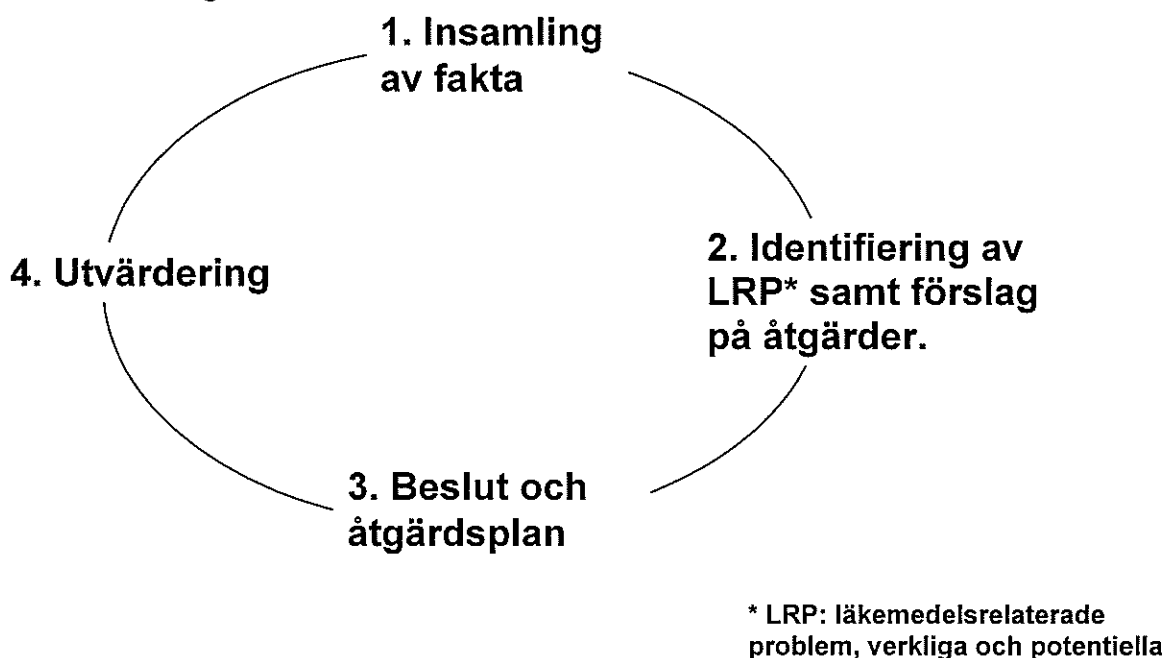 1. Insamling
av fakta
2. Identifiering av
LRP* samt förslag
på åtgärder.
3. Beslut och
åtgärdsplan
4. Utvärdering
* LRP: läkemedelsrelaterade
problem, verkliga och potentiella